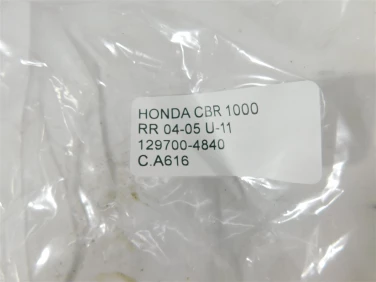 HONDA CBR 1000
RR 04-05 U-11
129700-4840
C.A616